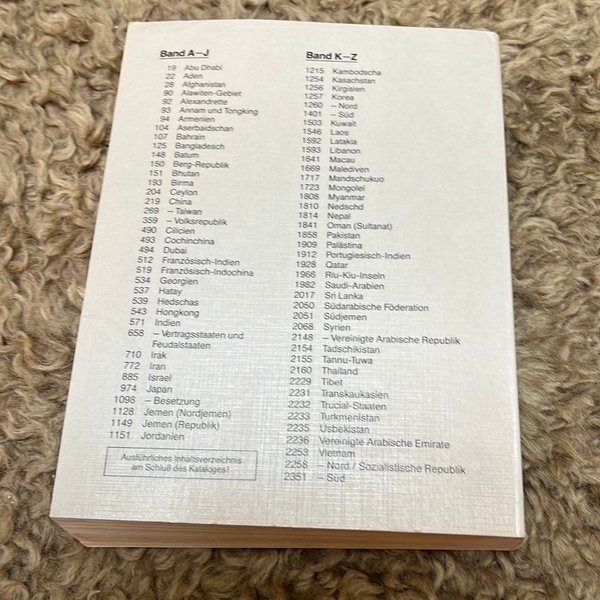 Band A–J
19 Abu Dhabi
22 Aden
28 Afghanistan
90 Alawiten-Gebiet
92 Alexandrette
93 Annam und Tongking
94 Armenien
104 Aserbaidschan
107 Bahrain
125 Bangladesch
148 Batum
150 Berg-Republik
151 Bhutan
193 Birma
204 Ceylon
219 China
269 – Taiwan
359 – Volksrepublik
490 Cilicien
493 Cochinchina
494 Dubai
512 Französisch-Indien
519 Französisch-Indochina
534 Georgien
537 Hatay
539 Hedschas
543 Hongkong
571 Indien
658 – Vertragsstaaten und
Feudalstaaten
710 Irak
772 Iran
885 Israel
974 Japan
1098 – Besetzung
1128 Jemen (Nordjemen)
1149 Jemen (Republik)
1151 Jordanien
Ausführliches Inhaltsverzeichnis
am Schluß des Kataloges!
Band K–Z
1215 Kambodscha
1254 Kasachstan
1256 Kirgisien
1257 Korea
1260 – Nord
1401 – Süd
1503 Kuwait
1546 Laos
1592 Latakia
1593 Libanon
1641 Macau
1669 Malediven
1717 Mandschukuo
1723 Mongolei
1808 Myanmar
1810 Nedschd
1814 Nepal
1841 Oman (Sultanat)
1858 Pakistan
1909 Palästina
1912 Portugiesisch-Indien
1928 Qatar
1966 Riu-Kiu-Inseln
1982 Saudi-Arabien
2017 Sri Lanka
2050 Südarabische Föderation
2051 Südjemen
2068 Syrien
2148 – Vereinigte Arabische Republik
2154 Tadschikistan
2155 Tannu-Tuwa
2160 Thailand
2229 Tibet
2231 Transkaukasien
2232 Trucial-Staaten
2233 Turkmenistan
2235 Usbekistan
2236 Vereinigte Arabische Emirate
2253 Vietnam
2258 – Nord / Sozialistische Republik
2351 – Süd